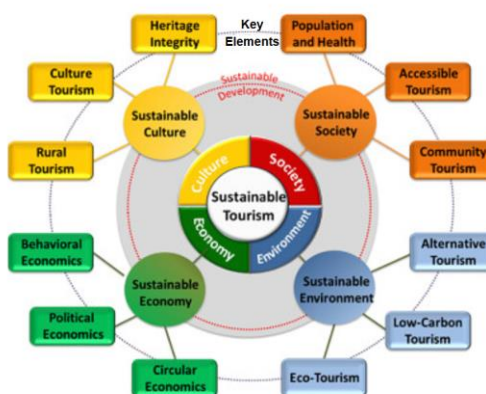 Heritage
Integrity
Key
Elements
Population
and Health
Culture
Tourism
Sustainable
Development
Accessible
Tourism
Sustainable
Culture
Sustainable
Society
Rural
Tourism
Culture
Society
Community
Tourism
Sustainable
Tourism
Economy
Environment
Behavioral
Economics
Alternative
Tourism
Sustainable
Economy
Sustainable
Environment
Political
Economics
Low-Carbon
Tourism
Circular
Economics
Eco-Tourism